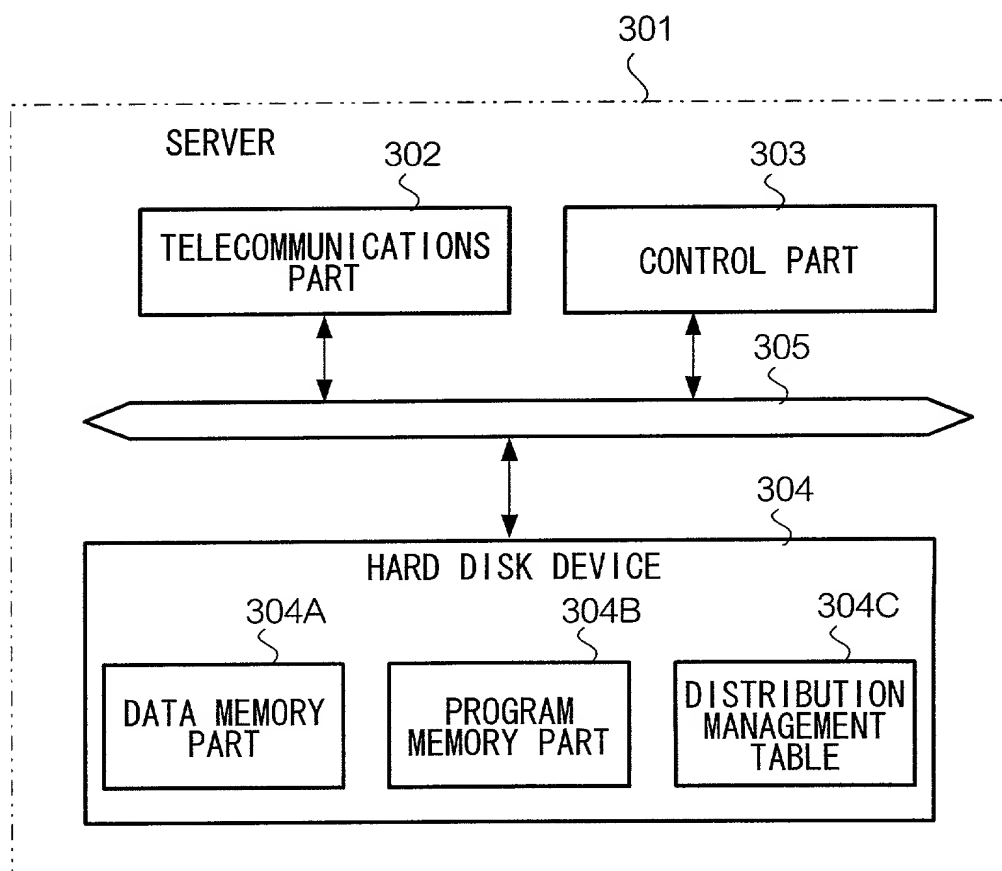 301
SERVER
302
303
TELECOMMUNICATIONS
PART
CONTROL PART
305
304
HARD DISK DEVICE
304A
304B
304C
DATA MEMORY
PART
PROGRAM
MEMORY PART
DISTRIBUTION
MANAGEMENT
TABLE